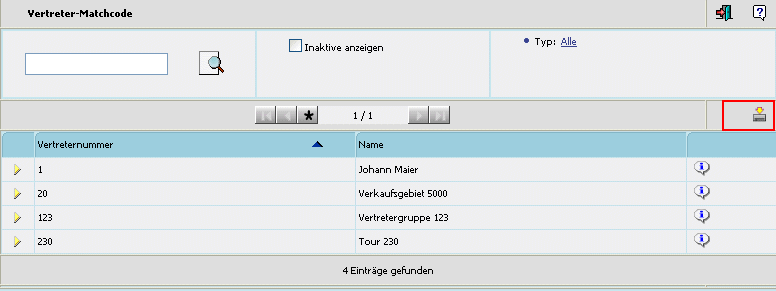 Vertreter-Matchcode
Inaktive anzeigen
Typ: Alle
1 / 1
Vertreternummer Name
1 Johann Maier
20 Verkaufsgebiet 5000
123 Vertretergruppe 123
230 Tour 230
4 Einträge gefunden